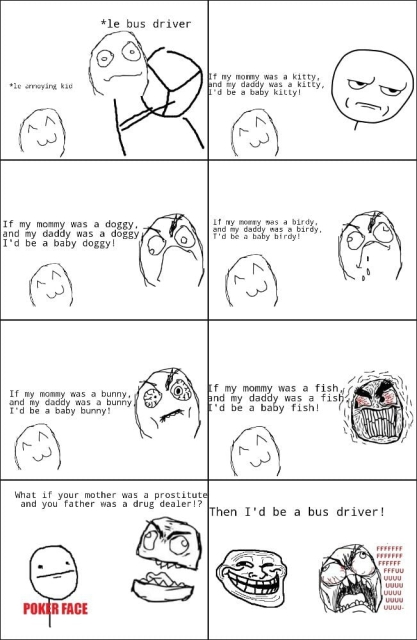 *le bus driver
*le annoying kid
If my mommy was a kitty,
and my daddy was a kitty,
I'd be a baby kitty!
If my mommy was a doggy,
and my daddy was a doggy,
I'd be a baby doggy!
If my mommy was a birdy,
and my daddy was a birdy,
I'd be a baby birdy!
If my mommy was a bunny,
and my daddy was a bunny,
I'd be a baby bunny!
If my mommy was a fish,
and my daddy was a fish,
I'd be a baby fish!
What if your mother was a prostitute
and you father was a drug dealer!?
POKER FACE
Then I'd be a bus driver!
FFFFFFF
FFFFFFF
FFFFFF
FFFUU
UUUU
UUUU
UUUU
UUUU
UUUU.